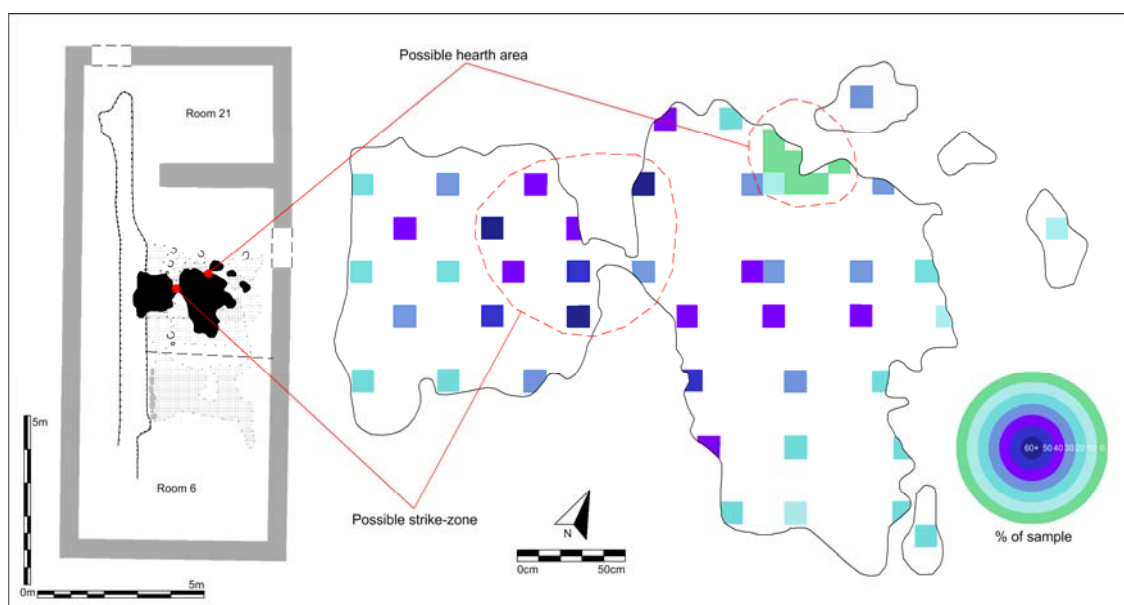 Possible hearth area
Room 21
Room 6
Possible strike-zone
5m
0m
5m
N
0cm
50cm
60+ 50 40 30 20 10 0
% of sample